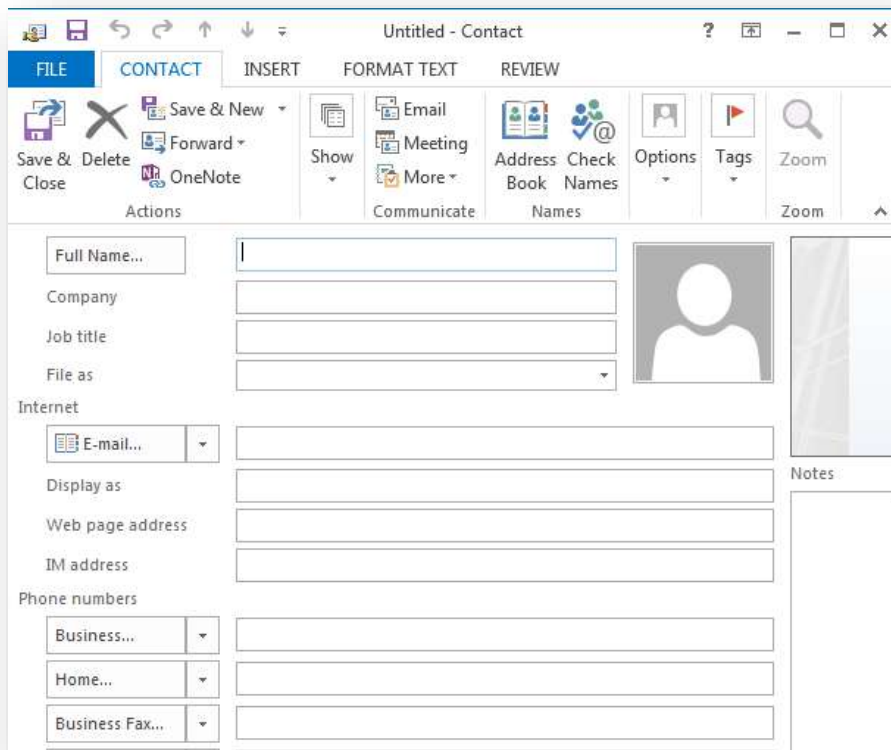 Untitled - Contact ?
FILE CONTACT INSERT FORMAT TEXT REVIEW
Save & Close
Delete
Save & New
Forward
OneNote
Actions
Show
Email
Meeting
More
Communicate
Address Book
Check Names
Names
Options
Tags
Zoom
Zoom
Full Name...
Company
Job title
File as
Internet
E-mail...
Display as
Web page address
IM address
Notes
Phone numbers
Business...
Home...
Business Fax...